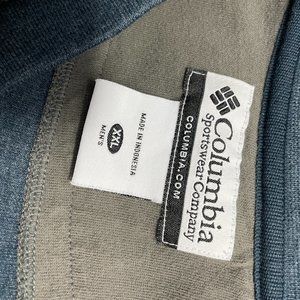 Columbia
Sportswear Company
COLUMBIA.COM
XXL
MADE IN INDONESIA
MEN'S